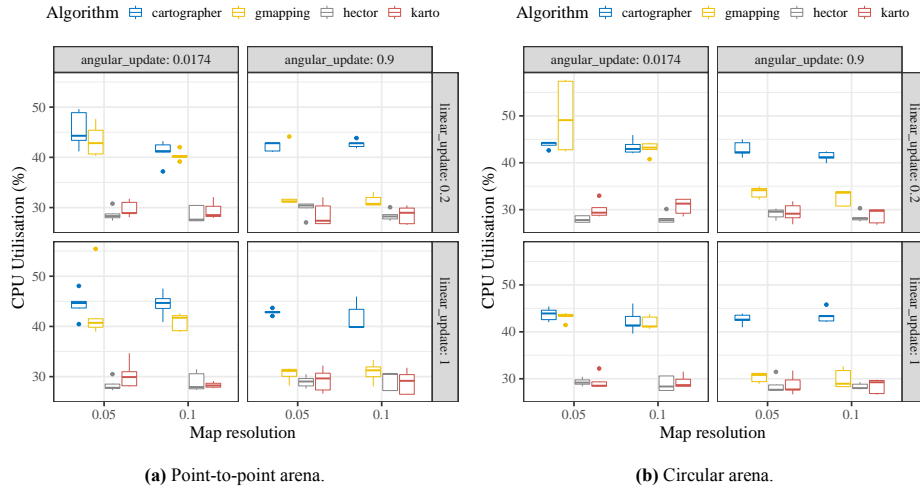 Algorithm cartographer gmapping hector karto
angular_update: 0.0174 angular_update: 0.9
50
40
30
linear_update: 0.2
50
40
30
linear_update: 1
CPU Utilisation (%)
0.05 0.1 0.05 0.1
Map resolution
(a) Point-to-point arena.
Algorithm cartographer gmapping hector karto
angular_update: 0.0174 angular_update: 0.9
50
40
30
linear_update: 0.2
50
40
30
linear_update: 1
CPU Utilisation (%)
0.05 0.1 0.05 0.1
Map resolution
(b) Circular arena.